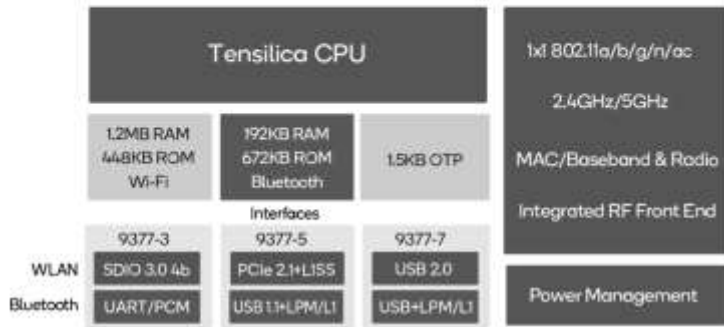 Tensilica CPU
1.2MB RAM
448KB ROM
Wi-Fi
192KB RAM
672KB ROM
Bluetooth
1.5KB OTP
1x1 802.11a/b/g/n/ac
2.4GHz/5GHz
MAC/Baseband & Radio
Integrated RF Front End
Interfaces
9377-3
9377-5
9377-7
WLAN
SDIO 3.0 4b
PCIe 2.1+L1SS
USB 2.0
Bluetooth
UART/PCM
USB 1.1+LPM/L1
USB+LPM/L1
Power Management